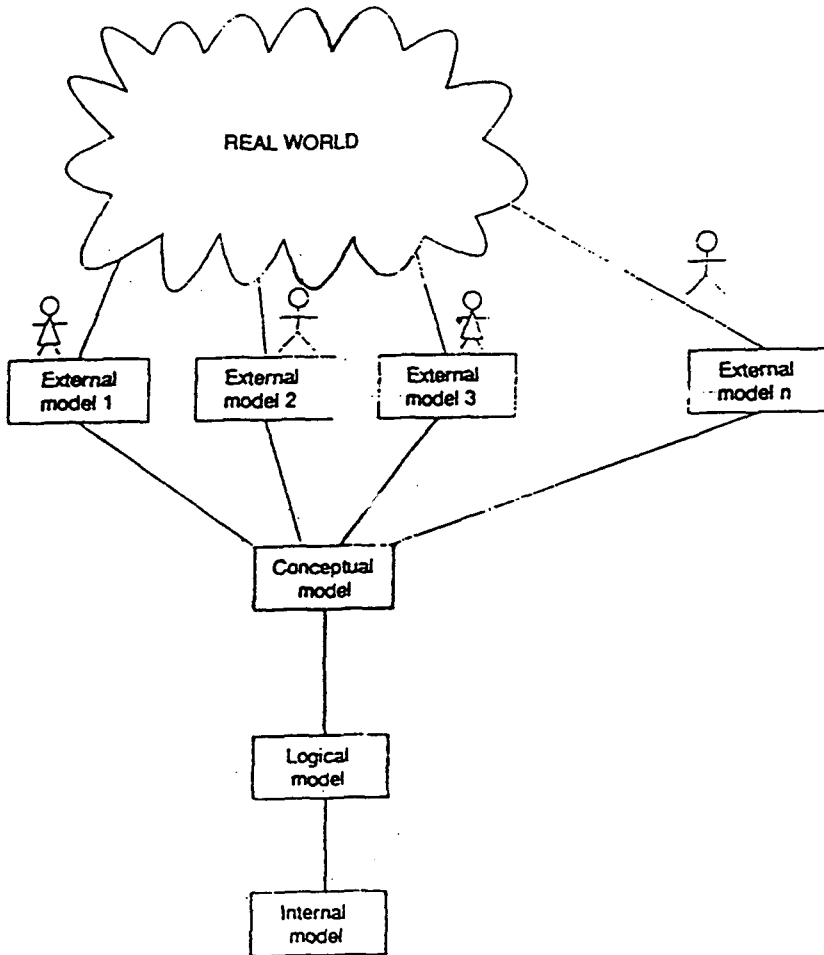 REAL WORLD
External
model 1
External
model 2
External
model 3
External
model n
Conceptual
model
Logical
model
Internal
model